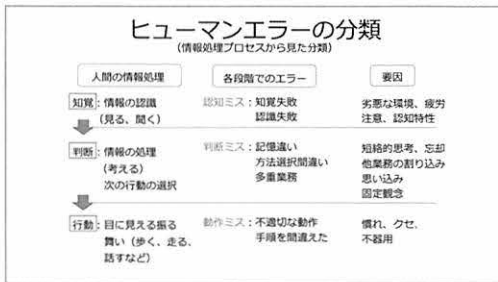 ヒューマンエラーの分類
(情報処理プロセスから見た分類)
人間の情報処理 各段階でのエラー 要因
知覚:情報の認識 認知ミス:知覚失敗 劣悪な環境、疲労
(見る、聞く) 認識失敗 注意、認知特性
判断:情報の処理 判断ミス:記憶違い 短絡的思考、忘却
(考える) 方法選択間違い 他業務の割り込み
次の行動の選択 多重業務 思い込み
固定観念
行動:目に見える振る 動作ミス:不適切な動作 慣れ、クセ、
舞い(歩く、走る、 手順を間違えた 不器用
話すなど)